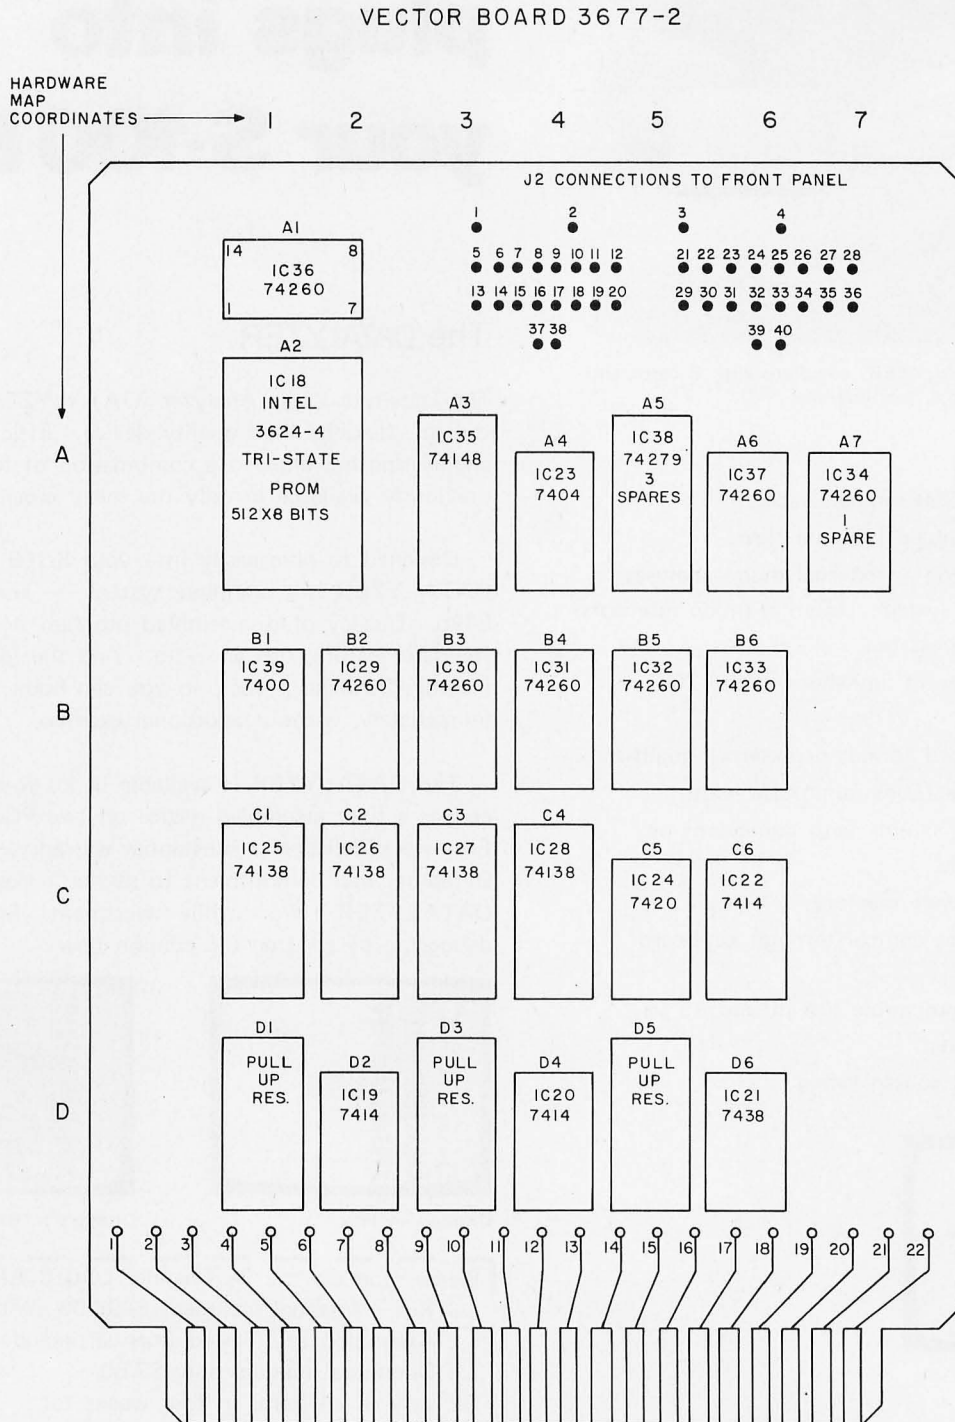 VECTOR BOARD 3677-2
HARDWARE
MAP
COORDINATES
1 2 3 4 5 6 7
J2 CONNECTIONS TO FRONT PANEL
1 2 3 4
5 6 7 8 9 10 11 12 21 22 23 24 25 26 27 28
13 14 15 16 17 18 19 20 29 30 31 32 33 34 35 36
37 38 39 40
A1
14 8
IC36
74260
1 7
A2
IC18
INTEL
3624-4
TRI-STATE
PROM
512X8 BITS
A
A3
IC35
74148
A4
IC23
7404
A5
IC38
74279
3
SPARES
A6
IC37
74260
A7
IC34
74260
1
SPARE
B
B1
IC39
7400
B2
IC29
74260
B3
IC30
74260
B4
IC31
74260
B5
IC32
74260
B6
IC33
74260
C
C1
IC25
74138
C2
IC26
74138
C3
IC27
74138
C4
IC28
74138
C5
IC24
7420
C6
IC22
7414
D
D1
PULL
UP
RES.
D2
IC19
7414
D3
PULL
UP
RES.
D4
IC20
7414
D5
PULL
UP
RES.
D6
IC21
7438
1 2 3 4 5 6 7 8 9 10 11 12 13 14 15 16 17 18 19 20 21 22